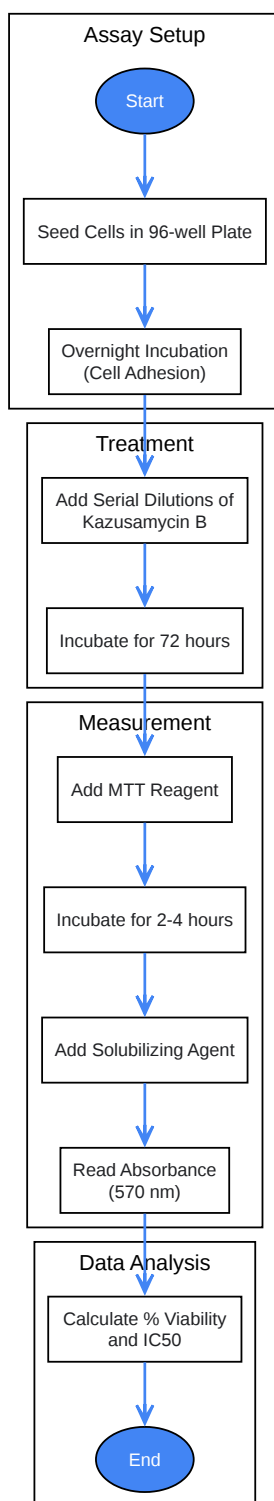 Assay Setup
Start
Seed Cells in 96-well Plate
Overnight Incubation
(Cell Adhesion)
Treatment
Add Serial Dilutions of
Kazusamycin B
Incubate for 72 hours
Measurement
Add MTT Reagent
Incubate for 2-4 hours
Add Solubilizing Agent
Read Absorbance
(570 nm)
Data Analysis
Calculate % Viability
and IC50
End